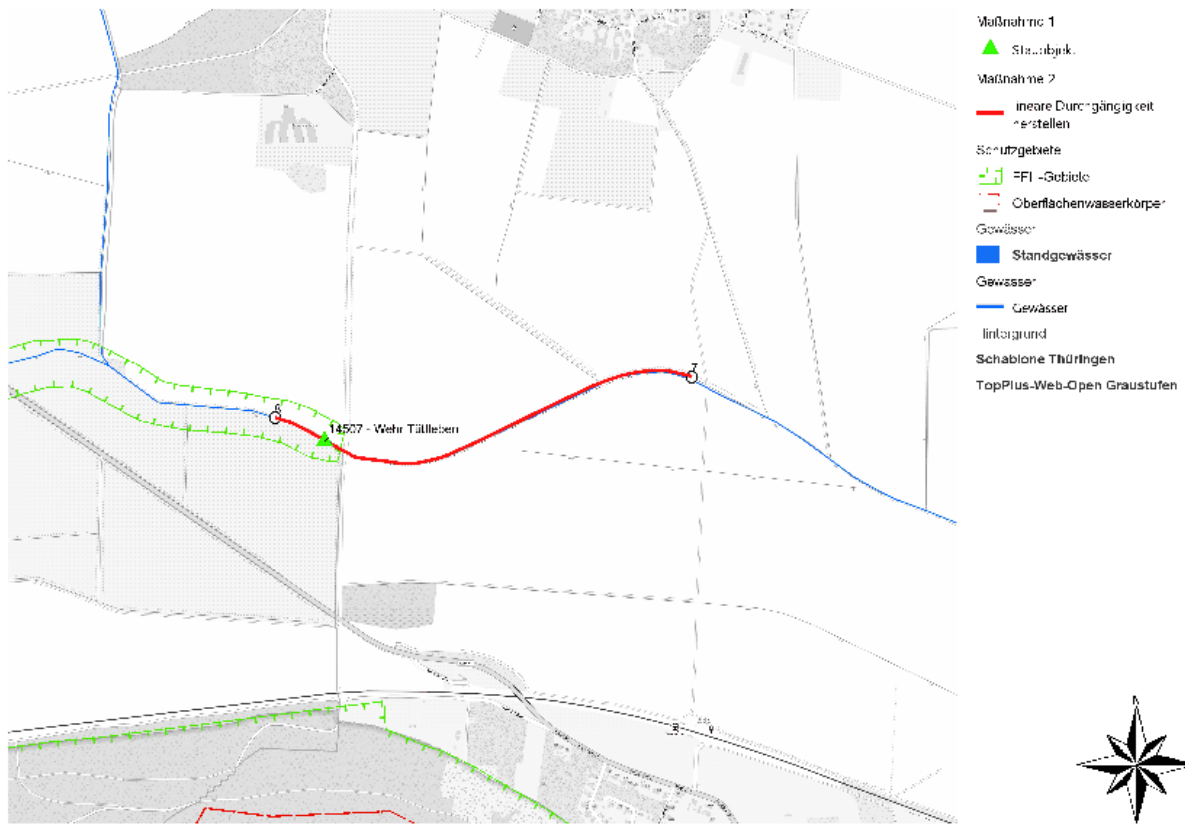 Maßnahme 1
Stauobjekt
Maßnahme 2
lineare Durchgängigkeit
herstellen
Schutzgebiete
FFH-Gebiete
Oberflächenwasserkörper
Gewässer
Standgewässer
Gewässer
Gewässer
Hintergrund
Schablone Thüringen
TopPlus-Web-Open Graustufen
7
6
14507 - Wehr Tüttleben